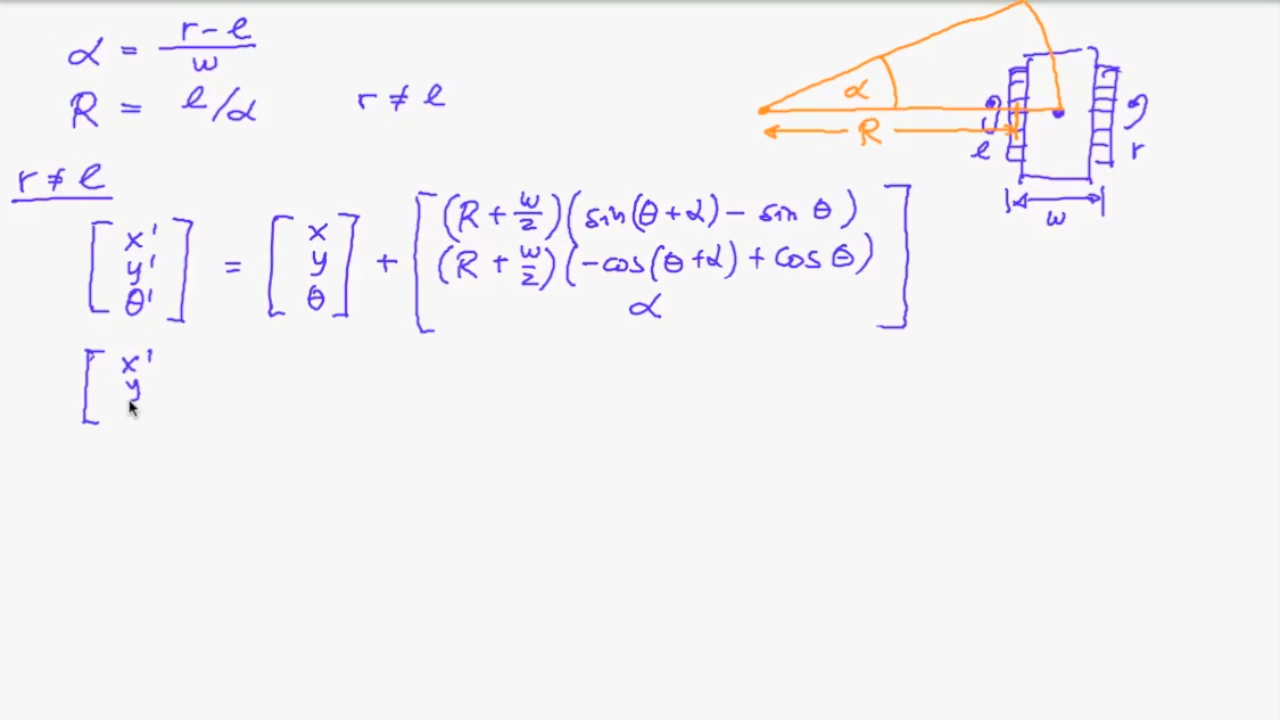 α = (r - l)/w
R = l/α    r ≠ l
r ≠ l
[x' y' θ'] = [x y θ] + [(R + w/2)(sin(θ+α) - sin θ) (R + w/2)(-cos(θ+α) + cos θ) α]
[x' y
α
R
l
r
w